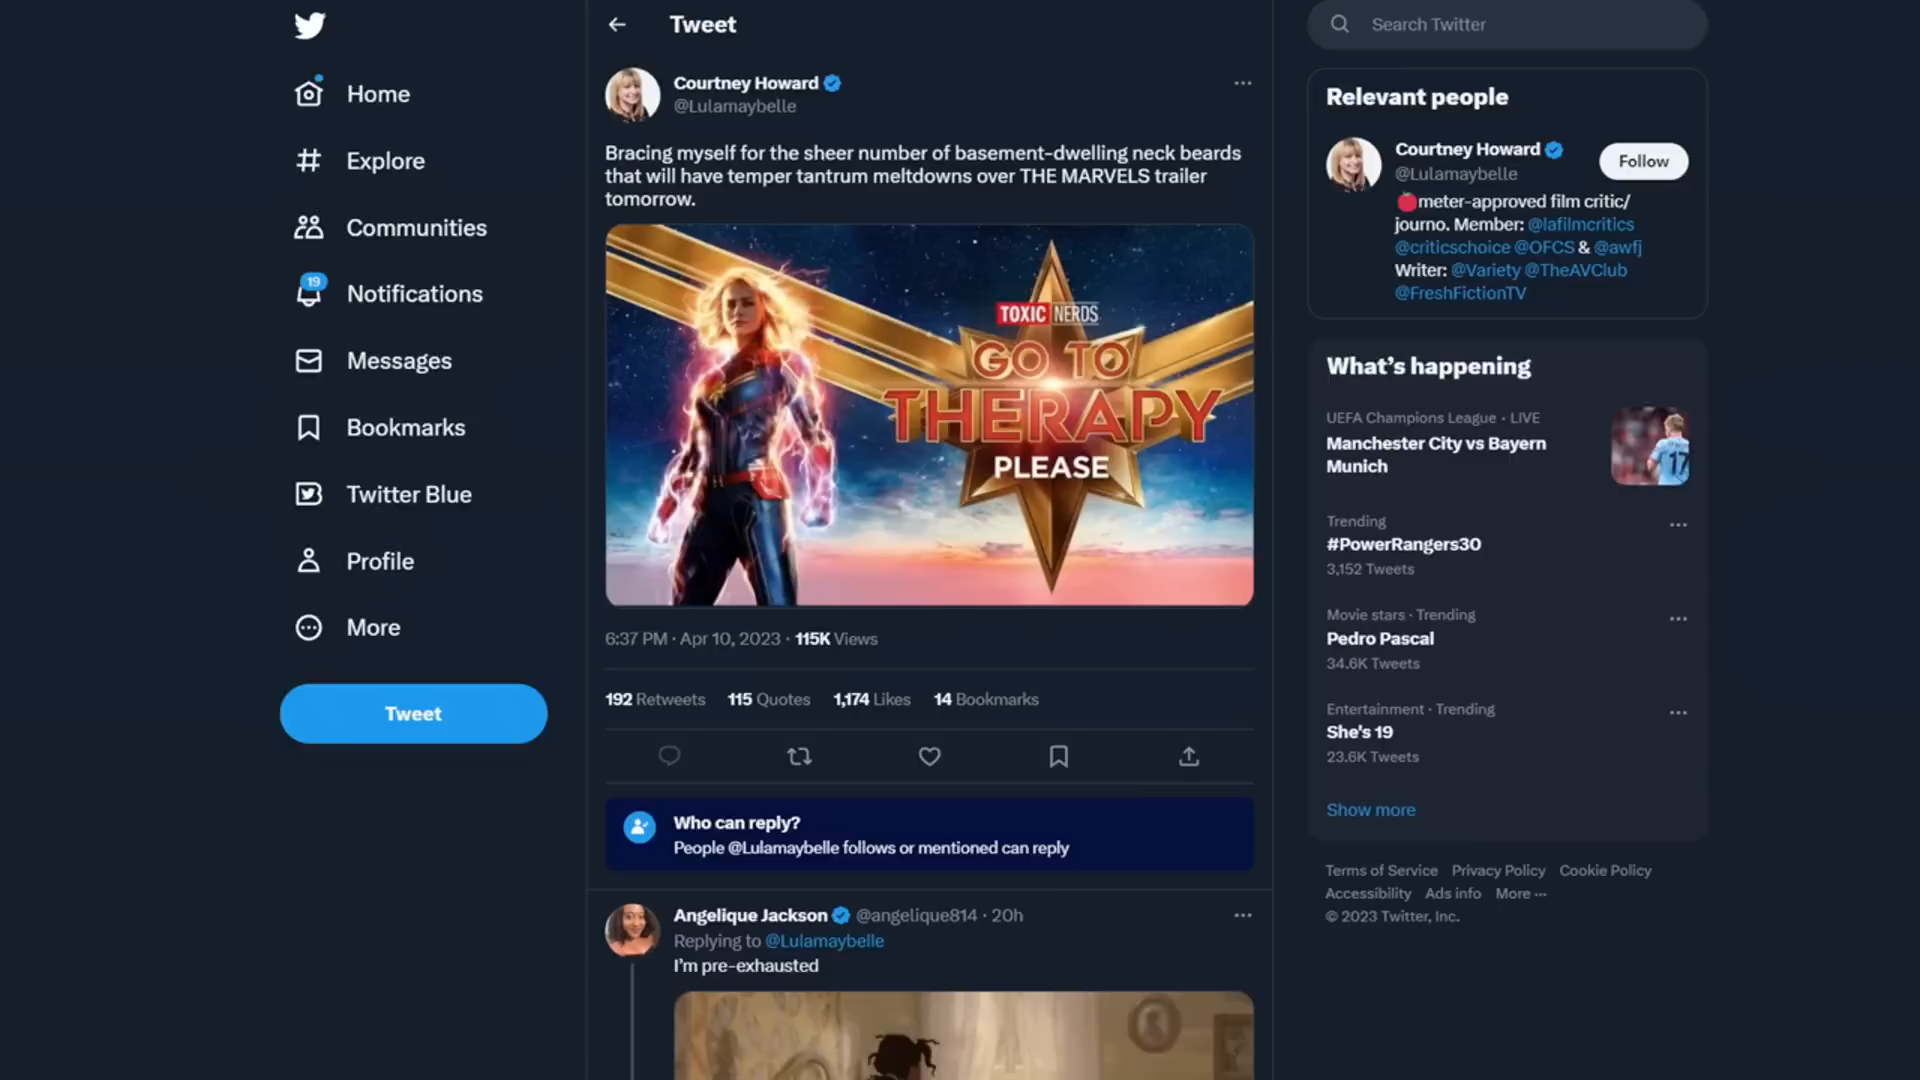 Tweet
Search Twitter
Home
Explore
Communities
19
Notifications
Messages
Bookmarks
Twitter Blue
Profile
More
Tweet
Courtney Howard
@Lulamaybelle
Bracing myself for the sheer number of basement-dwelling neck beards
that will have temper tantrum meltdowns over THE MARVELS trailer
tomorrow.
TOXIC NERDS
GO TO
THERAPY
PLEASE
6:37 PM · Apr 10, 2023 · 115K Views
192 Retweets 115 Quotes 1,174 Likes 14 Bookmarks
Who can reply?
People @Lulamaybelle follows or mentioned can reply
Angelique Jackson @angelique814 · 20h
Replying to @Lulamaybelle
I'm pre-exhausted
Relevant people
Courtney Howard
@Lulamaybelle
Follow
meter-approved film critic/
journo. Member: @lafilmcritics
@criticschoice @OFCS & @awfj
Writer: @Variety @TheAVClub
@FreshFictionTV
What's happening
UEFA Champions League · LIVE
Manchester City vs Bayern
Munich
17
Trending
#PowerRangers30
3,152 Tweets
Movie stars · Trending
Pedro Pascal
34.6K Tweets
Entertainment · Trending
She's 19
23.6K Tweets
Show more
Terms of Service Privacy Policy Cookie Policy
Accessibility Ads info More ...
© 2023 Twitter, Inc.